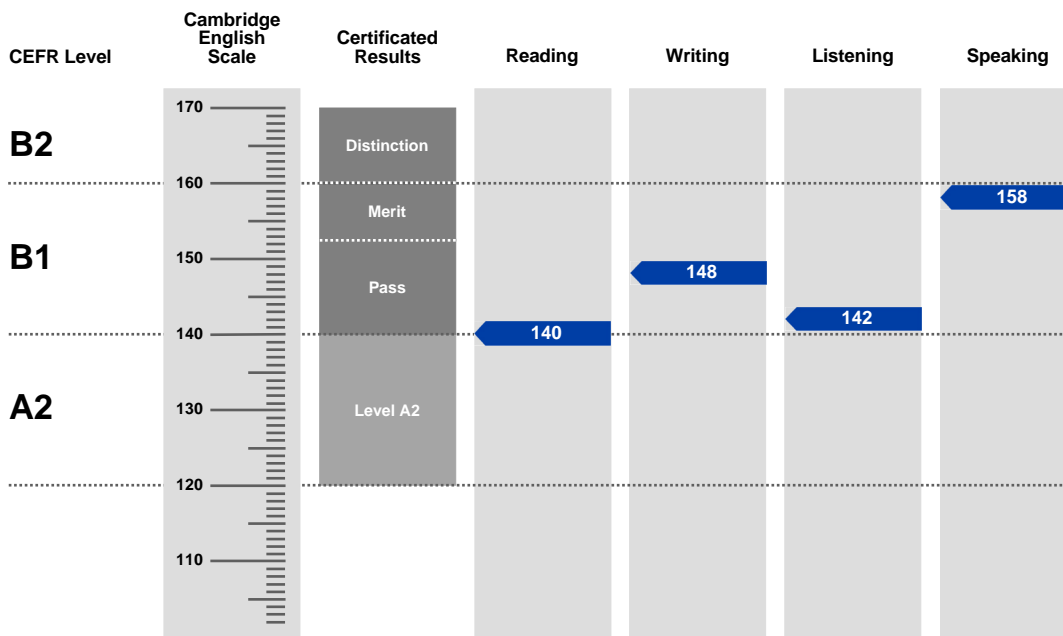 CEFR Level
Cambridge
English
Scale
Certificated
Results
Reading
Writing
Listening
Speaking
170
B2
Distinction
160
158
Merit
B1
150
148
Pass
142
140
140
A2
130
Level A2
120
110